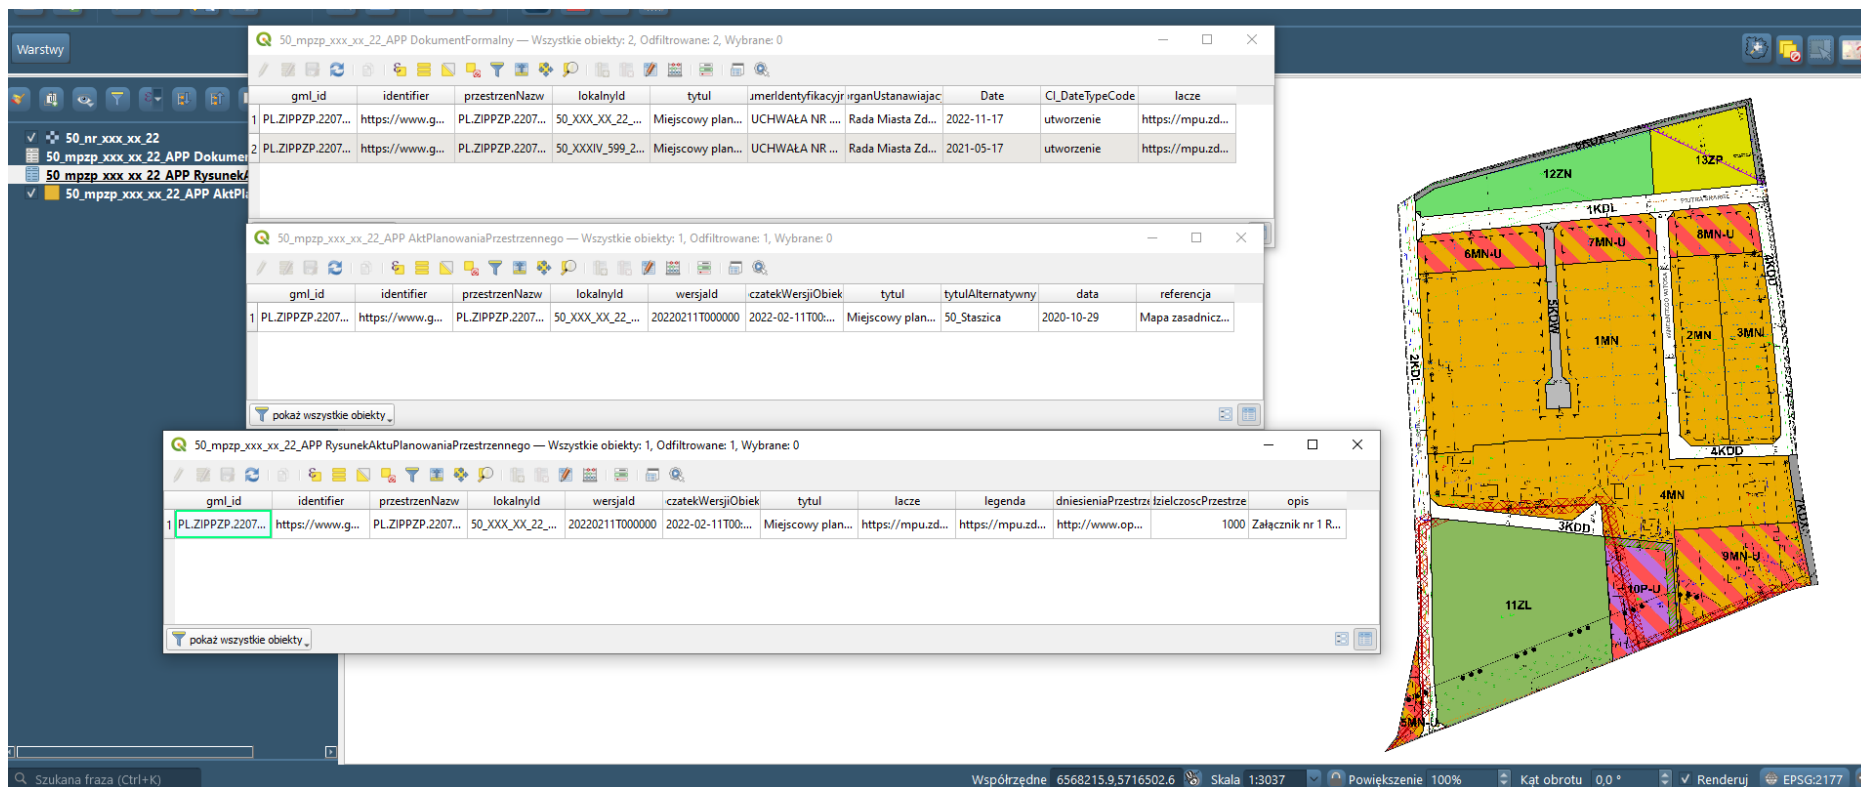 Warstwy
50_nr_xxx_xx_22
50_mpzp_xxx_xx_22_APP Dokumen
50_mpzp_xxx_xx_22_APP RysunekA
50_mpzp_xxx_xx_22_APP AktPla
50_mpzp_xxx_xx_22_APP DokumentFormalny — Wszystkie obiekty: 2, Odfiltrowane: 2, Wybrane: 0
gml_id identifier przestrzenNazw lokalnyId tytul umerIdentyfikacyjn organUstanawiajac Date CI_DateTypeCode lacze
1 PL.ZIPPZP.2207... https://www.g... PL.ZIPPZP.2207... 50_XXX_XX_22_... Miejscowy plan... UCHWAŁA NR .... Rada Miasta Zd... 2022-11-17 utworzenie https://mpu.zd...
2 PL.ZIPPZP.2207... https://www.g... PL.ZIPPZP.2207... 50_XXXIV_599_2... Miejscowy plan... UCHWAŁA NR ... Rada Miasta Zd... 2021-05-17 utworzenie https://mpu.zd...
50_mpzp_xxx_xx_22_APP AktPlanowaniaPrzestrzennego — Wszystkie obiekty: 1, Odfiltrowane: 1, Wybrane: 0
gml_id identifier przestrzenNazw lokalnyId wersjaId czatekWersjiObiek tytul tytulAlternatywny data referencja
1 PL.ZIPPZP.2207... https://www.g... PL.ZIPPZP.2207... 50_XXX_XX_22_... 20220211T000000 2022-02-11T00:... Miejscowy plan... 50_Staszica 2020-10-29 Mapa zasadnicz...
pokaż wszystkie obiekty
50_mpzp_xxx_xx_22_APP RysunekAktuPlanowaniaPrzestrzennego — Wszystkie obiekty: 1, Odfiltrowane: 1, Wybrane: 0
gml_id identifier przestrzenNazw lokalnyId wersjaId czatekWersjiObiek tytul lacze legenda dniesieniaPrzestrze dzielczoscPrzestrze opis
1 PL.ZIPPZP.2207... https://www.g... PL.ZIPPZP.2207... 50_XXX_XX_22_... 20220211T000000 2022-02-11T00:... Miejscowy plan... https://mpu.zd... https://mpu.zd... http://www.op... 1000 Załącznik nr 1 R...
pokaż wszystkie obiekty
13ZP
12ZN
1KDL
8MN-U
7MN-U
6MN-U
5KDW
1MN
2MN
3MN
2KDL
4KDD
4MN
3KDD
9MN-U
10P-U
11ZL
5MN-U
Szukana fraza (Ctrl+K)
Współrzędne 6568215.9,5716502.6 Skala 1:3037 Powiększenie 100% Kąt obrotu 0,0 ° Renderuj EPSG:2177